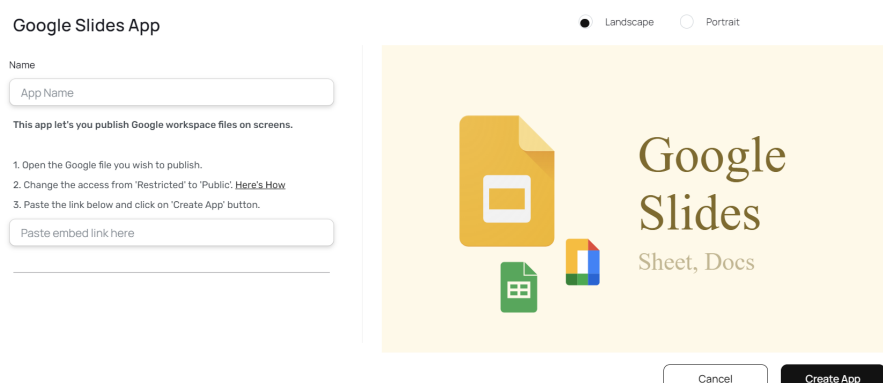 Google Slides App
Landscape
Portrait
Name
App Name
This app let's you publish Google workspace files on screens.
1. Open the Google file you wish to publish.
2. Change the access from 'Restricted' to 'Public'. Here's How
3. Paste the link below and click on 'Create App' button.
Paste embed link here
Google
Slides
Sheet, Docs
Cancel
Create App